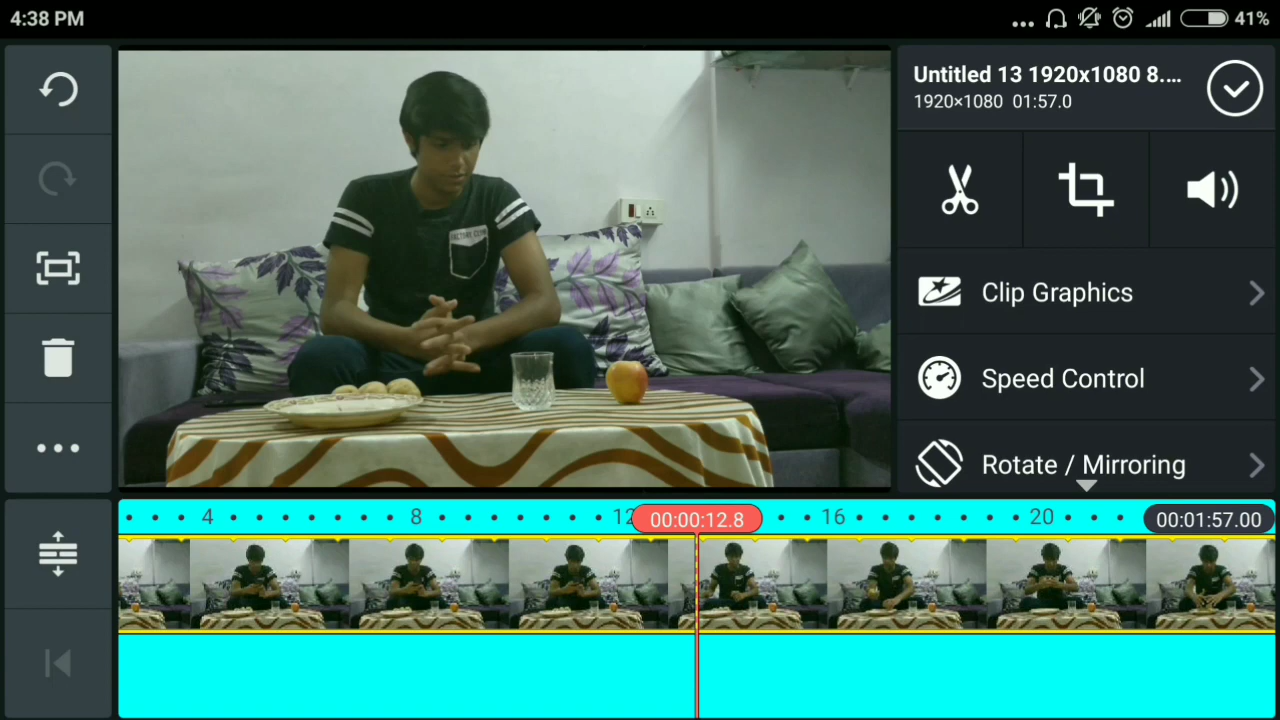 4:38 PM
41%
Untitled 13 1920x1080 8....
1920×1080 01:57.0
Clip Graphics
Speed Control
Rotate / Mirroring
4
8
12
00:00:12.8
16
20
00:01:57.00